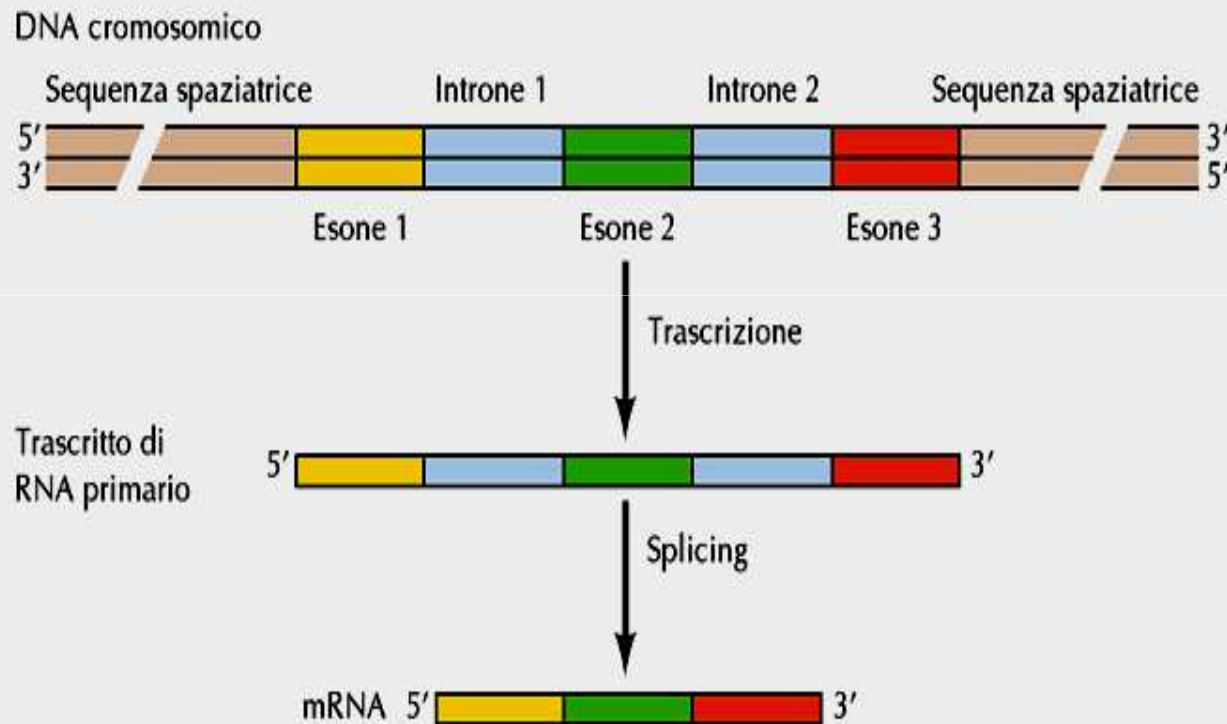 DNA cromosomico
Sequenza spaziatrice Introne 1 Introne 2 Sequenza spaziatrice
5′ 3′
3′ 5′
Esone 1 Esone 2 Esone 3
Trascrizione
Trascritto di
RNA primario
5′ 3′
Splicing
mRNA 5′ 3′